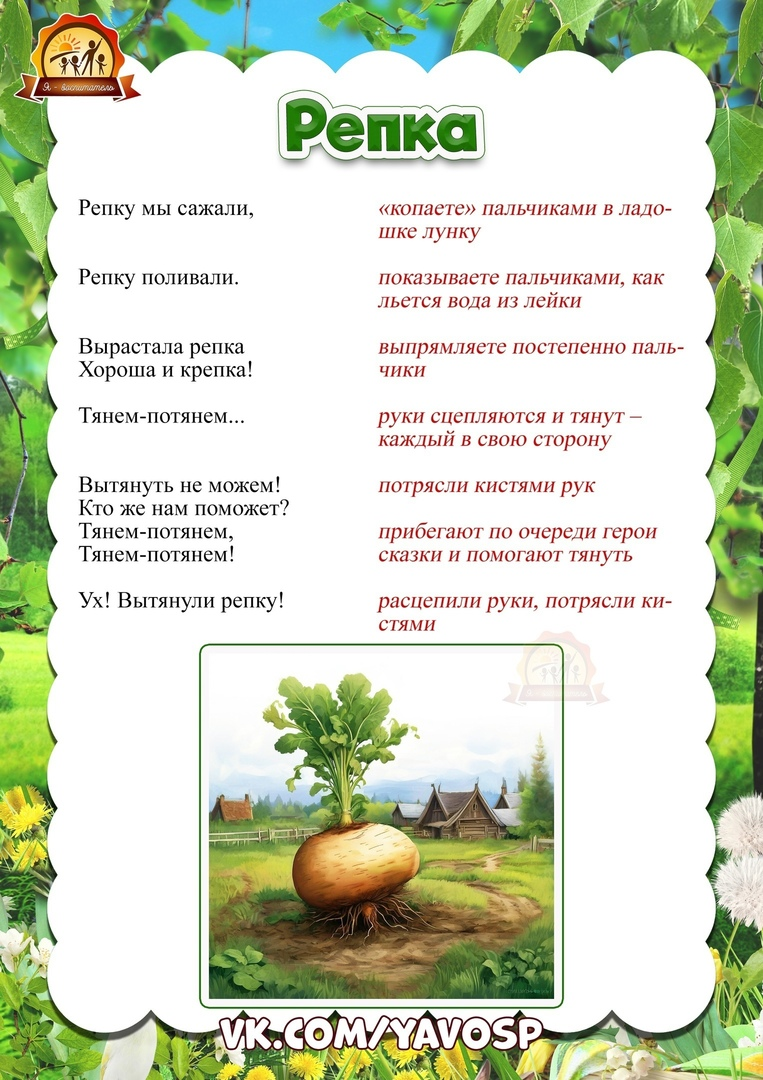 Я - воспитатель
Репка
Репку мы сажали,
«копаете» пальчиками в ладо-
шке лунку
Репку поливали.
показываете пальчиками, как
льется вода из лейки
Вырастала репка
Хороша и крепка!
выпрямляете постепенно паль-
чики
Тянем-потянем...
руки сцепляются и тянут –
каждый в свою сторону
Вытянуть не можем!
Кто же нам поможет?
потрясли кистями рук
Тянем-потянем,
Тянем-потянем!
прибегают по очереди герои
сказки и помогают тянуть
Ух! Вытянули репку!
расцепили руки, потрясли ки-
стями
VK.COM/YAVOSP